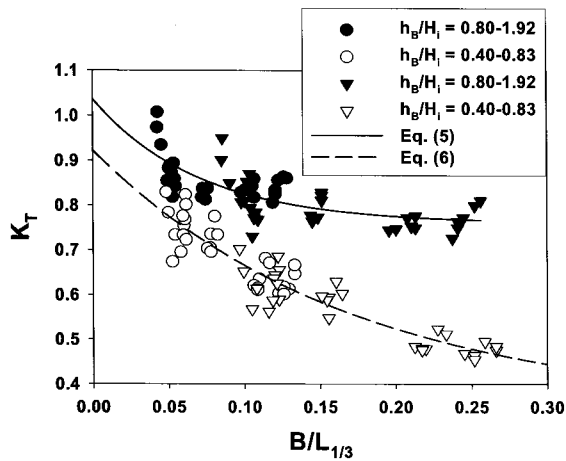 h_B/H_i = 0.80-1.92
h_B/H_i = 0.40-0.83
h_B/H_i = 0.80-1.92
h_B/H_i = 0.40-0.83
Eq. (5)
Eq. (6)
K_T
1.1
1.0
0.9
0.8
0.7
0.6
0.5
0.4
0.00 0.05 0.10 0.15 0.20 0.25 0.30
B/L_{1/3}